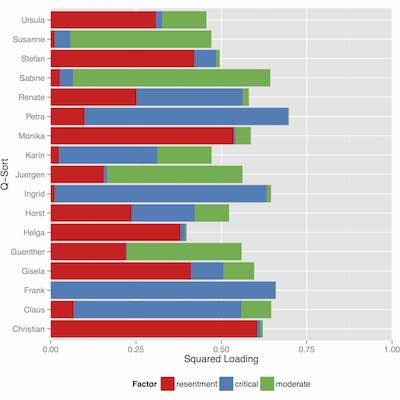 Ursula
Susanne
Stefan
Sabine
Renate
Petra
Monika
Karin
Juergen
Ingrid
Horst
Helga
Guenther
Gisela
Frank
Claus
Christian
Q-Sort
0.00 0.25 0.50 0.75 1.00
Squared Loading
Factor resentment critical moderate